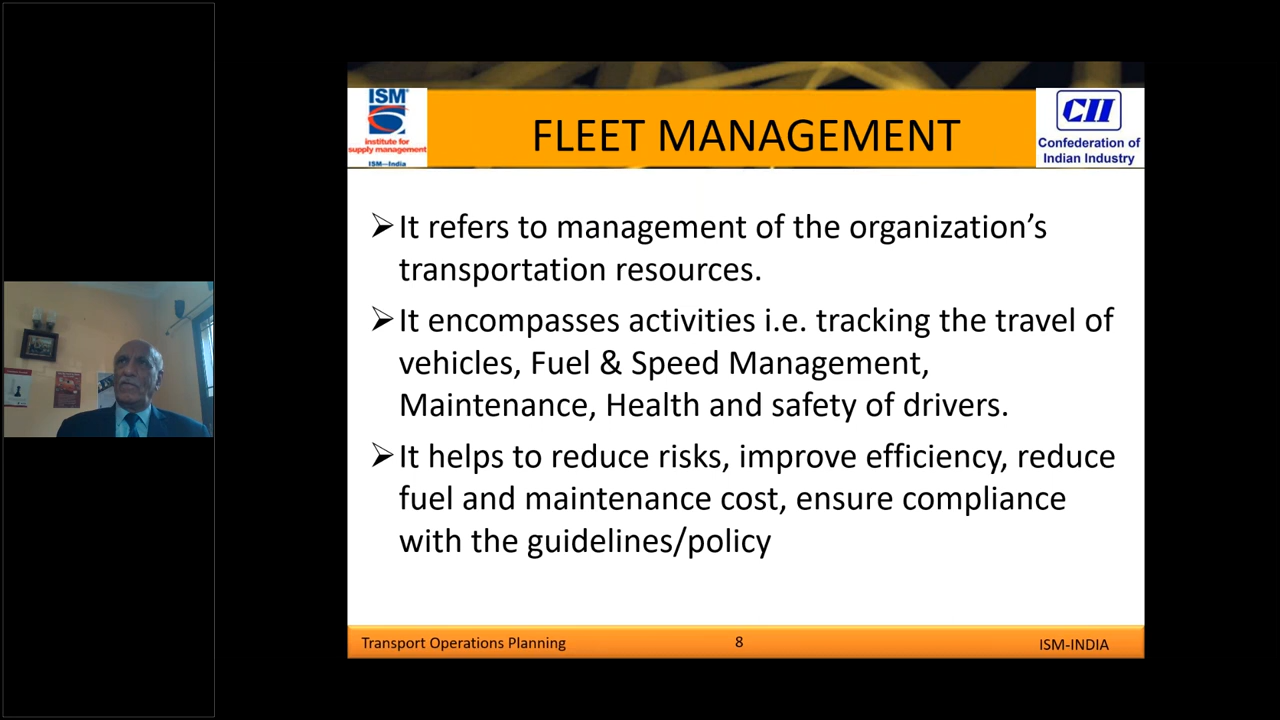 ISM
institute for
supply management
ISM—India
FLEET MANAGEMENT
CII
Confederation of
Indian Industry
➢It refers to management of the organization’s
transportation resources.
➢It encompasses activities i.e. tracking the travel of
vehicles, Fuel & Speed Management,
Maintenance, Health and safety of drivers.
➢It helps to reduce risks, improve efficiency, reduce
fuel and maintenance cost, ensure compliance
with the guidelines/policy
Transport Operations Planning
8
ISM-INDIA